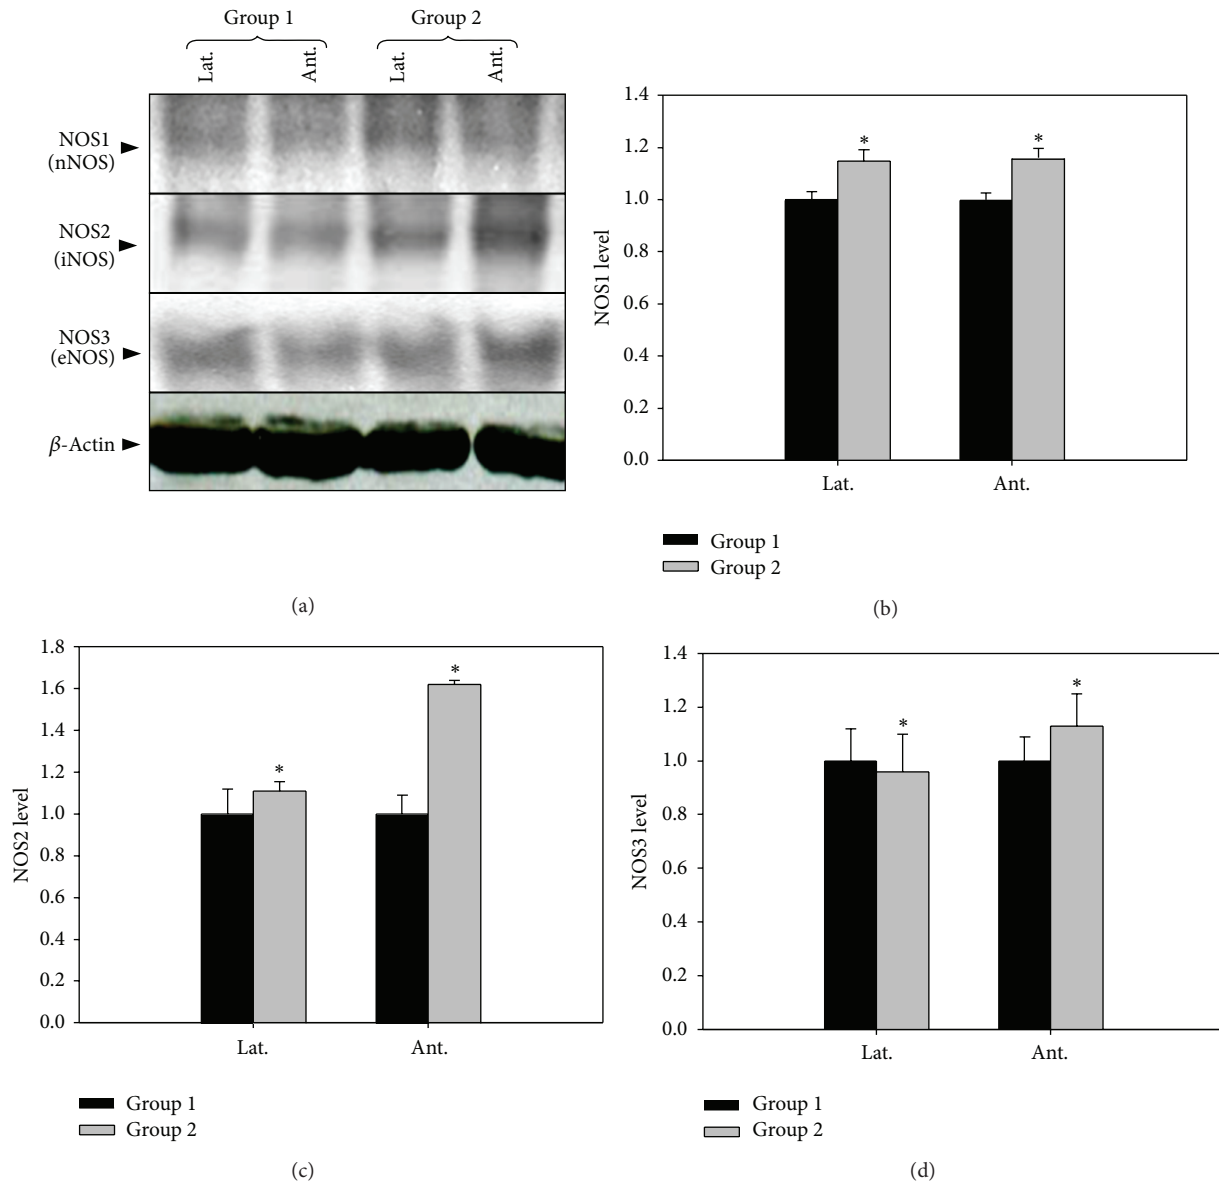 Group 1 Group 2
Lat. Ant. Lat. Ant.
NOS1
(nNOS)
NOS2
(iNOS)
NOS3
(eNOS)
β-Actin
(a)
1.4
1.2
1.0
0.8
0.6
0.4
0.2
0.0
NOS1 level
* *
Lat. Ant.
Group 1
Group 2
(b)
1.8
1.6
1.4
1.2
1.0
0.8
0.6
0.4
0.2
0.0
NOS2 level
* *
Lat. Ant.
Group 1
Group 2
(c)
1.4
1.2
1.0
0.8
0.6
0.4
0.2
0.0
NOS3 level
* *
Lat. Ant.
Group 1
Group 2
(d)